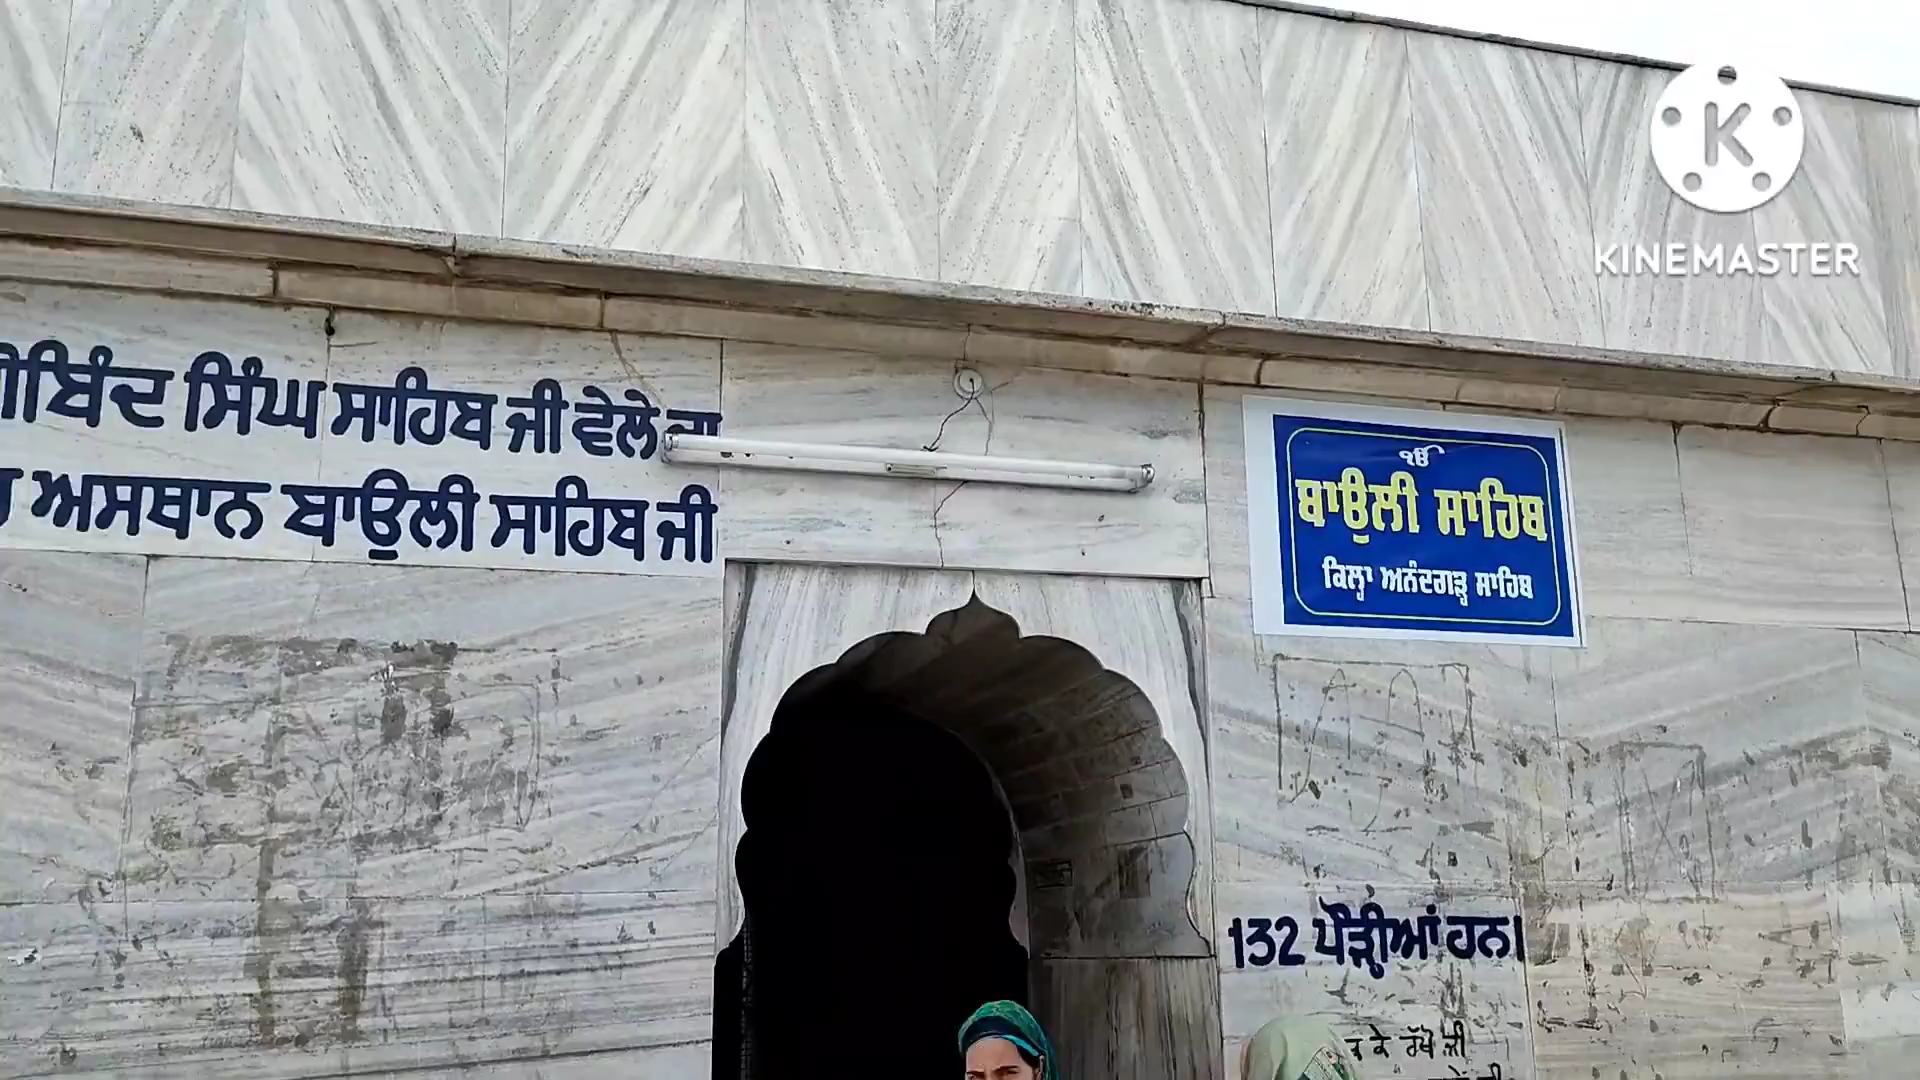 ਗੋਬਿੰਦ ਸਿੰਘ ਸਾਹਿਬ ਜੀ ਵੇਲੇ ਦਾ
ਅਸਥਾਨ ਬਾਉਲੀ ਸਾਹਿਬ ਜੀ
ੴ
ਬਾਉਲੀ ਸਾਹਿਬ
ਕਿਲ੍ਹਾ ਅਨੰਦਗੜ੍ਹ ਸਾਹਿਬ
132 ਪੌੜ੍ਹੀਆਂ ਹਨ।
ਕੇ ਰੱਖੋ ਜੀ
K
KINEMASTER